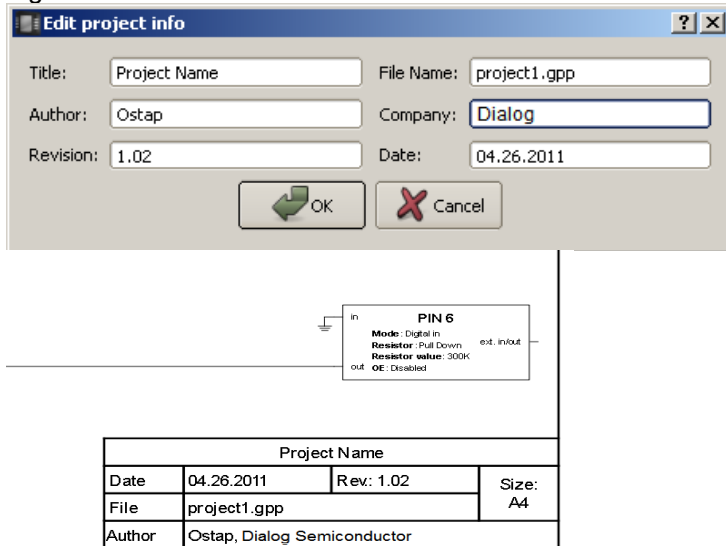 Edit project info
Title: Project Name File Name: project1.gpp
Author: Ostap Company: Dialog
Revision: 1.02 Date: 04.26.2011
OK Cancel
in PIN 6
Mode: Digital in
Resistor: Pull Down ext. in/out
Resistor value: 300K
out OE: Disabled
Project Name
Date 04.26.2011 Rev.: 1.02 Size:
A4
File project1.gpp
Author Ostap, Dialog Semiconductor